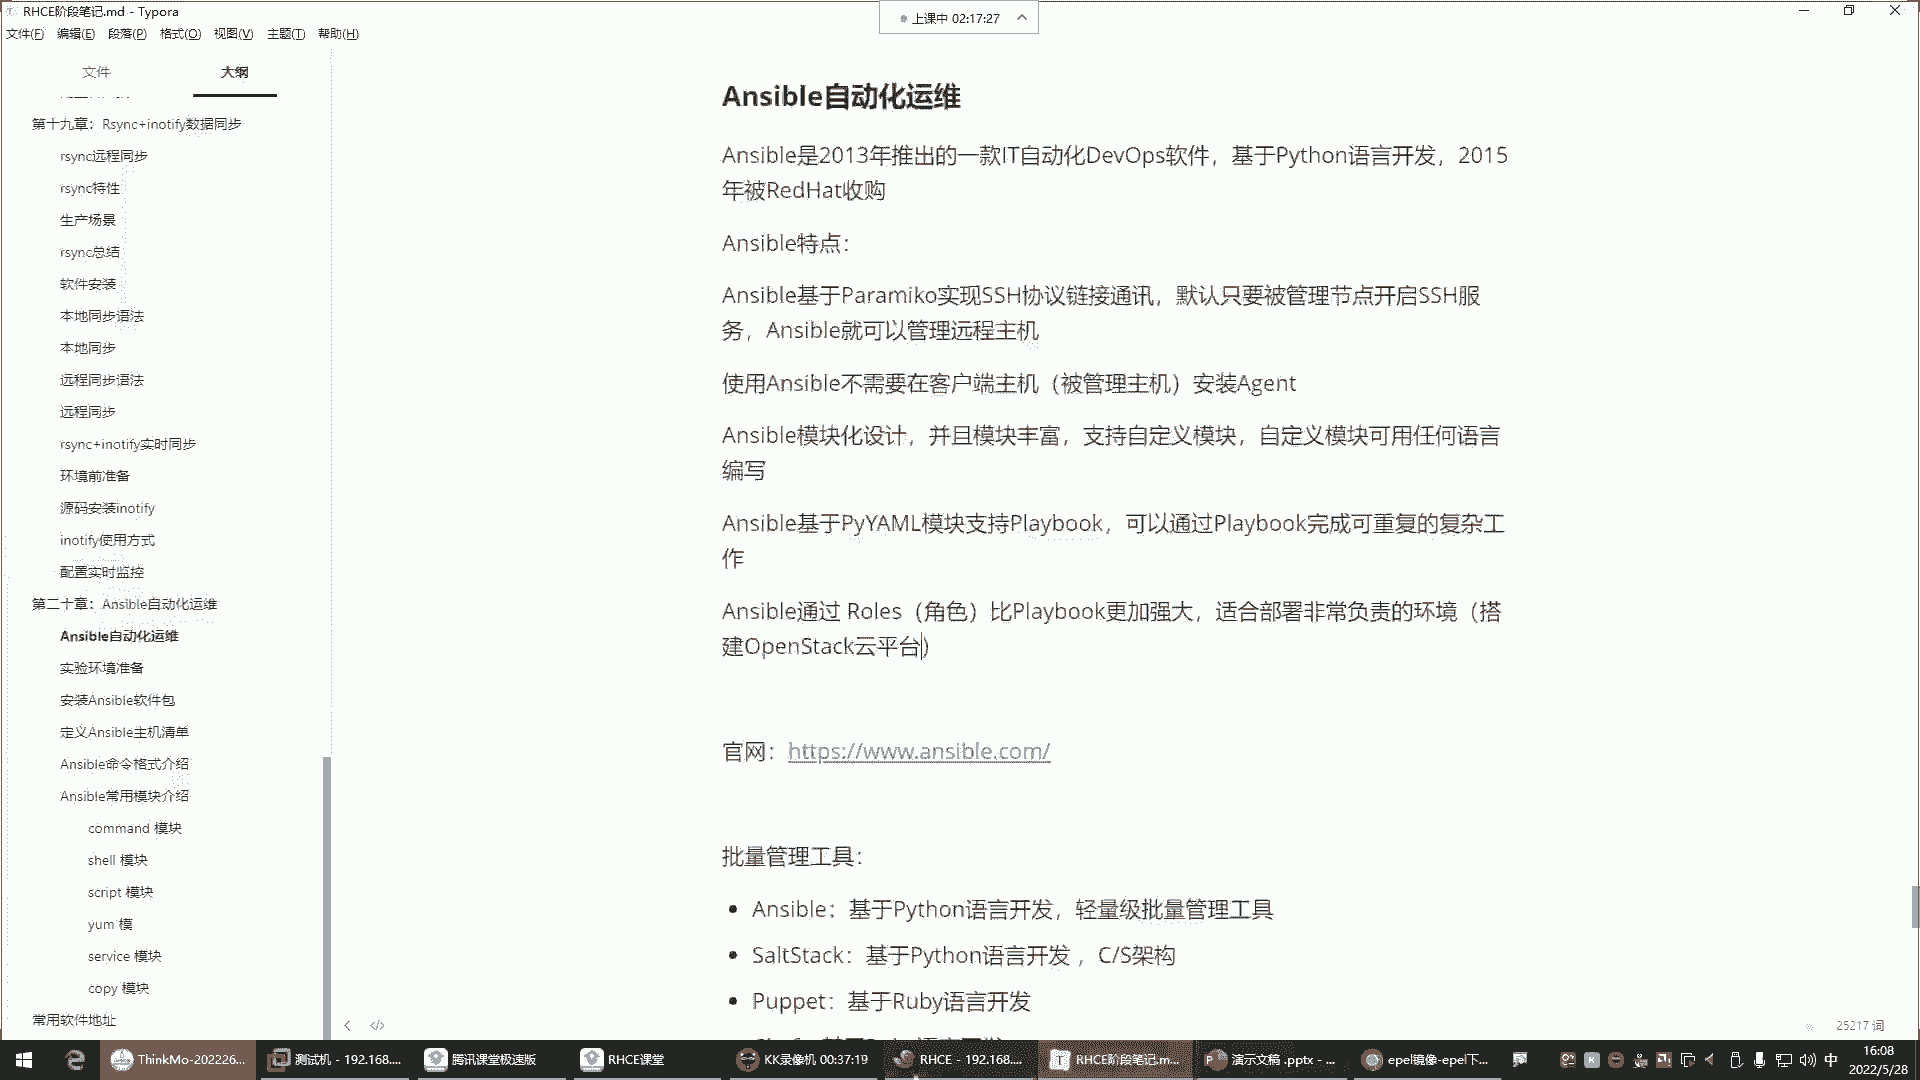 RHCE阶段笔记.md - Typora
上课中 02:17:27
文件(F) 编辑(E) 段落(P) 格式(O) 视图(V) 主题(T) 帮助(H)
文件 大纲
第十九章：Rsync+inotify数据同步
rsync远程同步
rsync特性
生产场景
rsync总结
软件安装
本地同步语法
本地同步
远程同步语法
远程同步
rsync+inotify实时同步
环境前准备
源码安装inotify
inotify使用方式
配置实时监控
第二十章：Ansible自动化运维
Ansible自动化运维
实验环境准备
安装Ansible软件包
定义Ansible主机清单
Ansible命令格式介绍
Ansible常用模块介绍
command 模块
shell 模块
script 模块
yum 模
service 模块
copy 模块
常用软件地址
Ansible自动化运维
Ansible是2013年推出的一款IT自动化DevOps软件，基于Python语言开发，2015
年被RedHat收购
Ansible特点：
Ansible基于Paramiko实现SSH协议链接通讯，默认只要被管理节点开启SSH服
务，Ansible就可以管理远程主机
使用Ansible不需要在客户端主机（被管理主机）安装Agent
Ansible模块化设计，并且模块丰富，支持自定义模块，自定义模块可用任何语言
编写
Ansible基于PyYAML模块支持Playbook，可以通过Playbook完成可重复的复杂工
作
Ansible通过 Roles（角色）比Playbook更加强大，适合部署非常负责的环境（搭
建OpenStack云平台）
官网：https://www.ansible.com/
批量管理工具：
Ansible：基于Python语言开发，轻量级批量管理工具
SaltStack：基于Python语言开发 ，C/S架构
Puppet：基于Ruby语言开发
25217 词
ThinkMo-202226... 测试机 - 192.168.... 腾讯课堂极速版 RHCE课堂 KK录像机 00:37:19 RHCE - 192.168.... RHCE阶段笔记.m... 演示文稿 .pptx - ... epel镜像-epel下... 中 16:08
2022/5/28